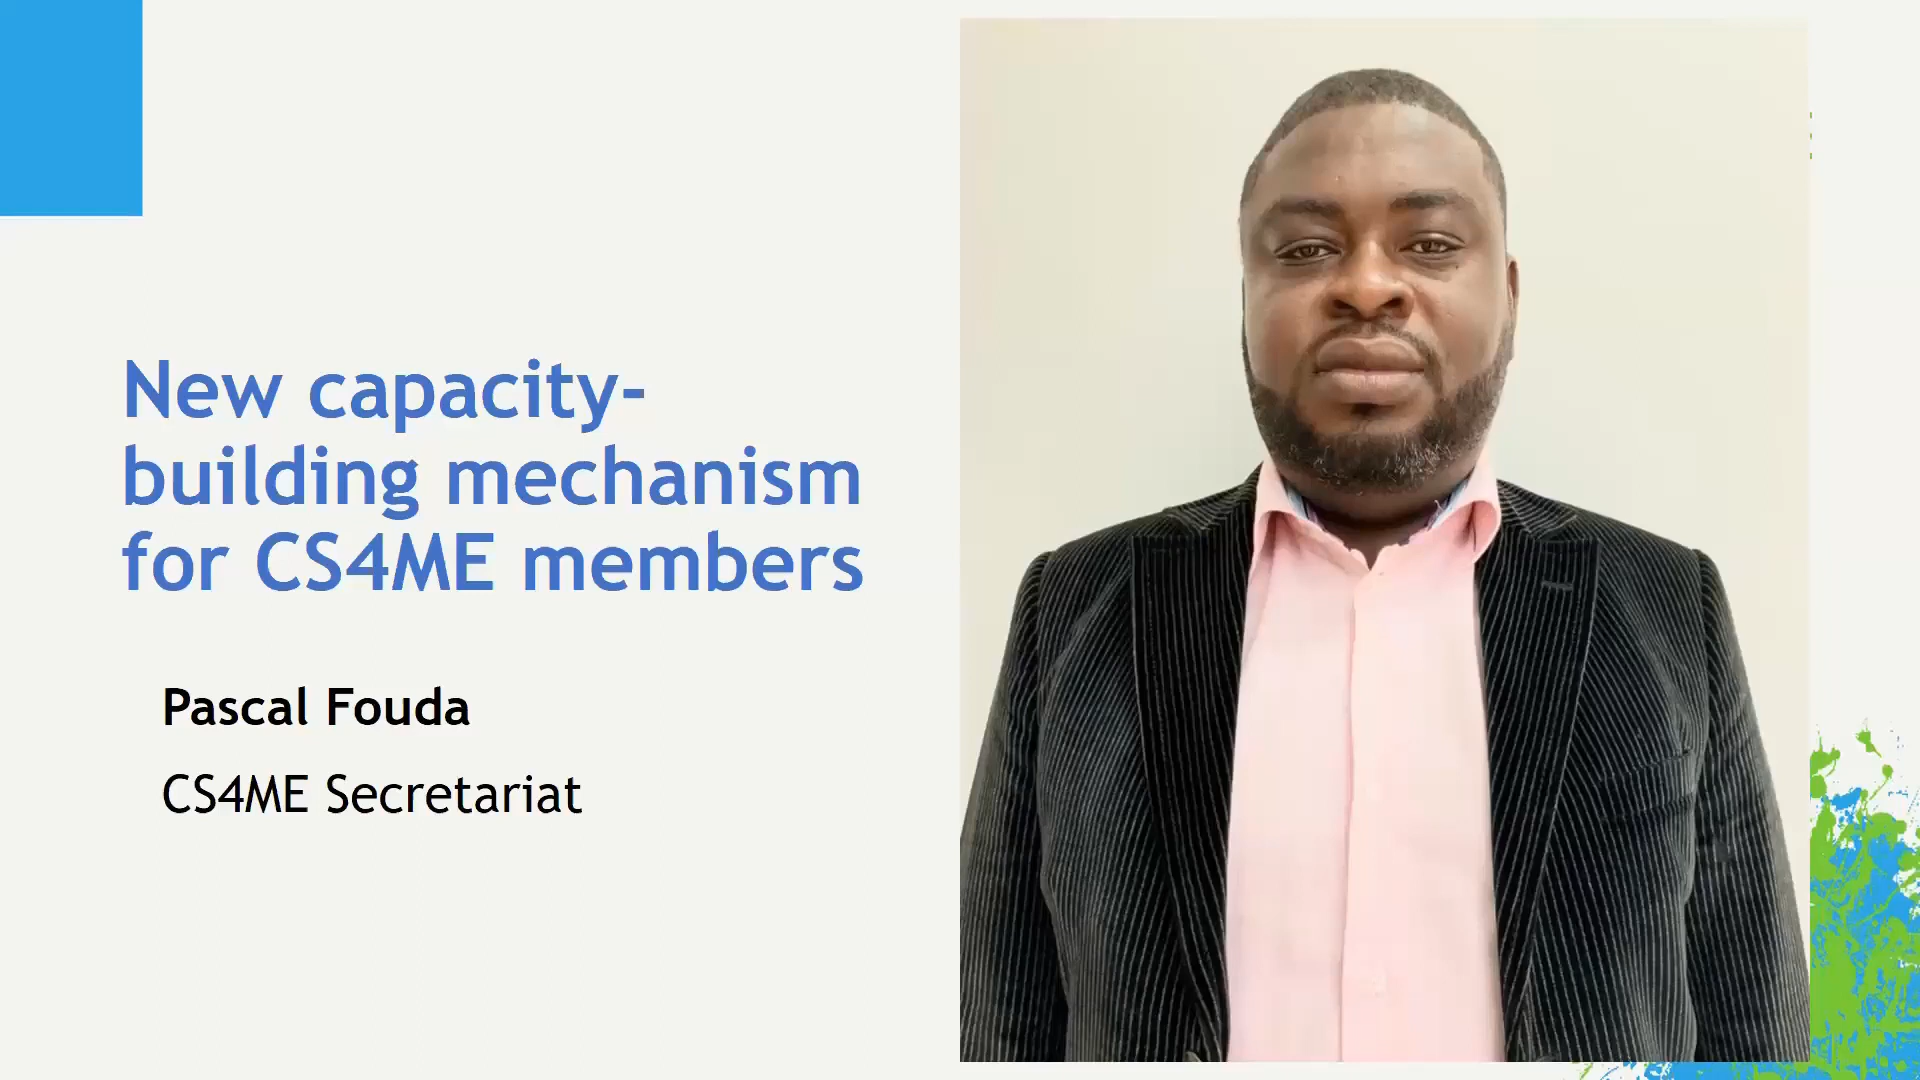 New capacity-
building mechanism
for CS4ME members
Pascal Fouda
CS4ME Secretariat